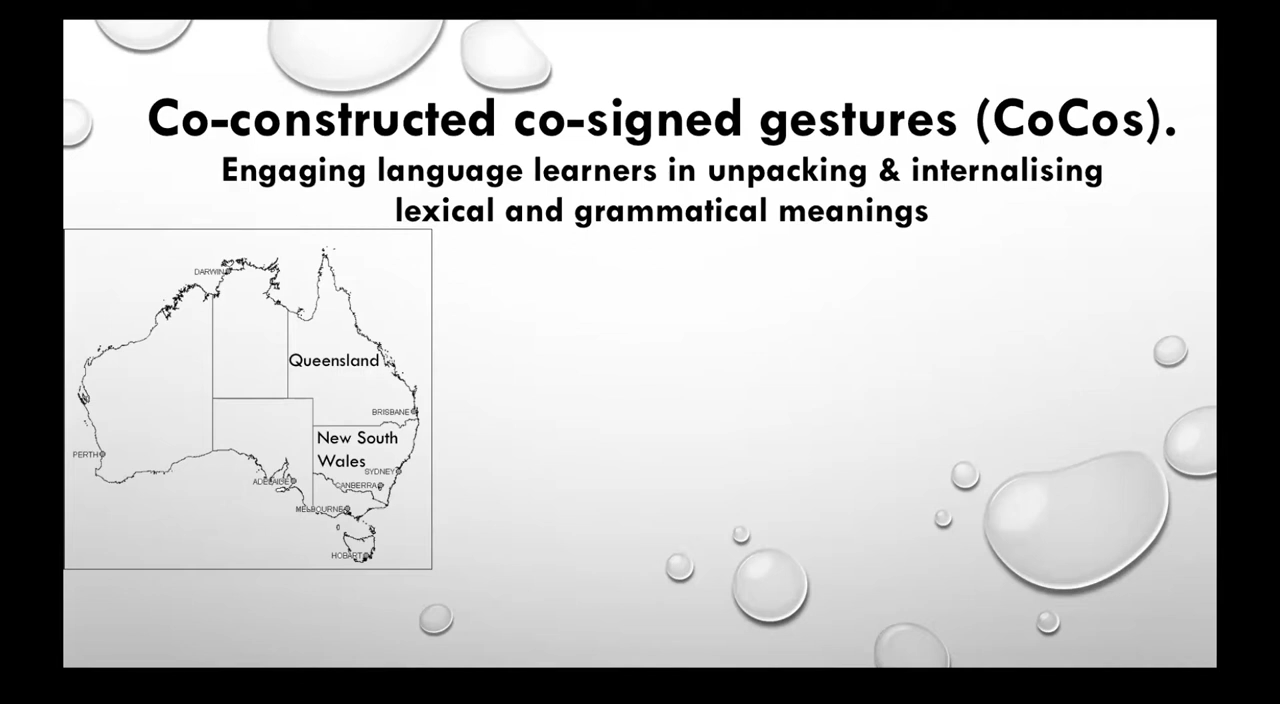 Co-constructed co-signed gestures (CoCos).
Engaging language learners in unpacking & internalising
lexical and grammatical meanings
DARWIN
Queensland
BRISBANE
New South
Wales
PERTH
SYDNEY
ADELAIDE
CANBERRA
MELBOURNE
HOBART